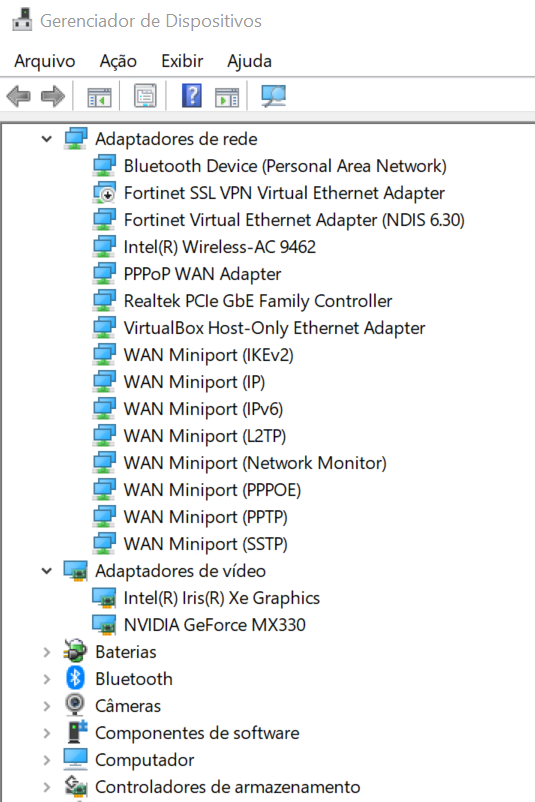 Gerenciador de Dispositivos
Arquivo Ação Exibir Ajuda
Adaptadores de rede
Bluetooth Device (Personal Area Network)
Fortinet SSL VPN Virtual Ethernet Adapter
Fortinet Virtual Ethernet Adapter (NDIS 6.30)
Intel(R) Wireless-AC 9462
PPPoP WAN Adapter
Realtek PCIe GbE Family Controller
VirtualBox Host-Only Ethernet Adapter
WAN Miniport (IKEv2)
WAN Miniport (IP)
WAN Miniport (IPv6)
WAN Miniport (L2TP)
WAN Miniport (Network Monitor)
WAN Miniport (PPPOE)
WAN Miniport (PPTP)
WAN Miniport (SSTP)
Adaptadores de vídeo
Intel(R) Iris(R) Xe Graphics
NVIDIA GeForce MX330
Baterias
Bluetooth
Câmeras
Componentes de software
Computador
Controladores de armazenamento